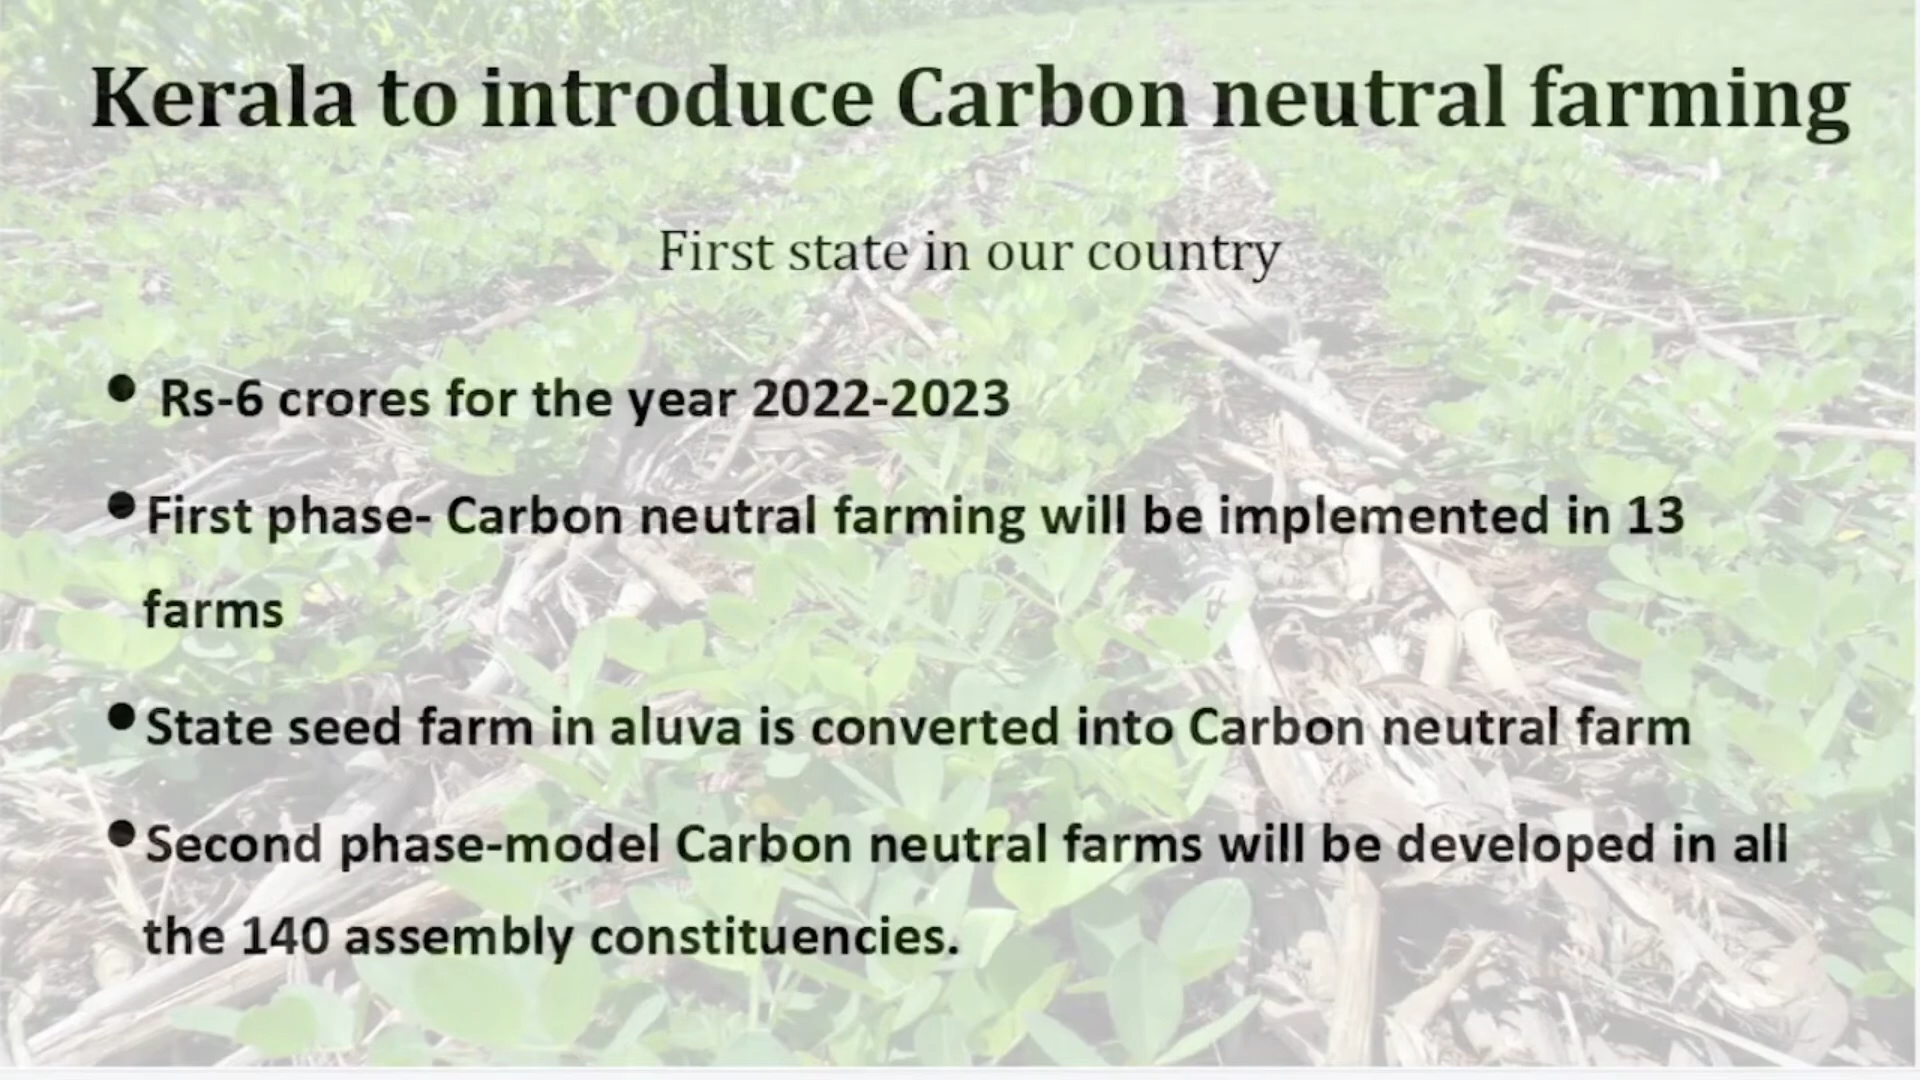 Kerala to introduce Carbon neutral farming
First state in our country
• Rs-6 crores for the year 2022-2023
• First phase- Carbon neutral farming will be implemented in 13
farms
• State seed farm in aluva is converted into Carbon neutral farm
• Second phase-model Carbon neutral farms will be developed in all
the 140 assembly constituencies.